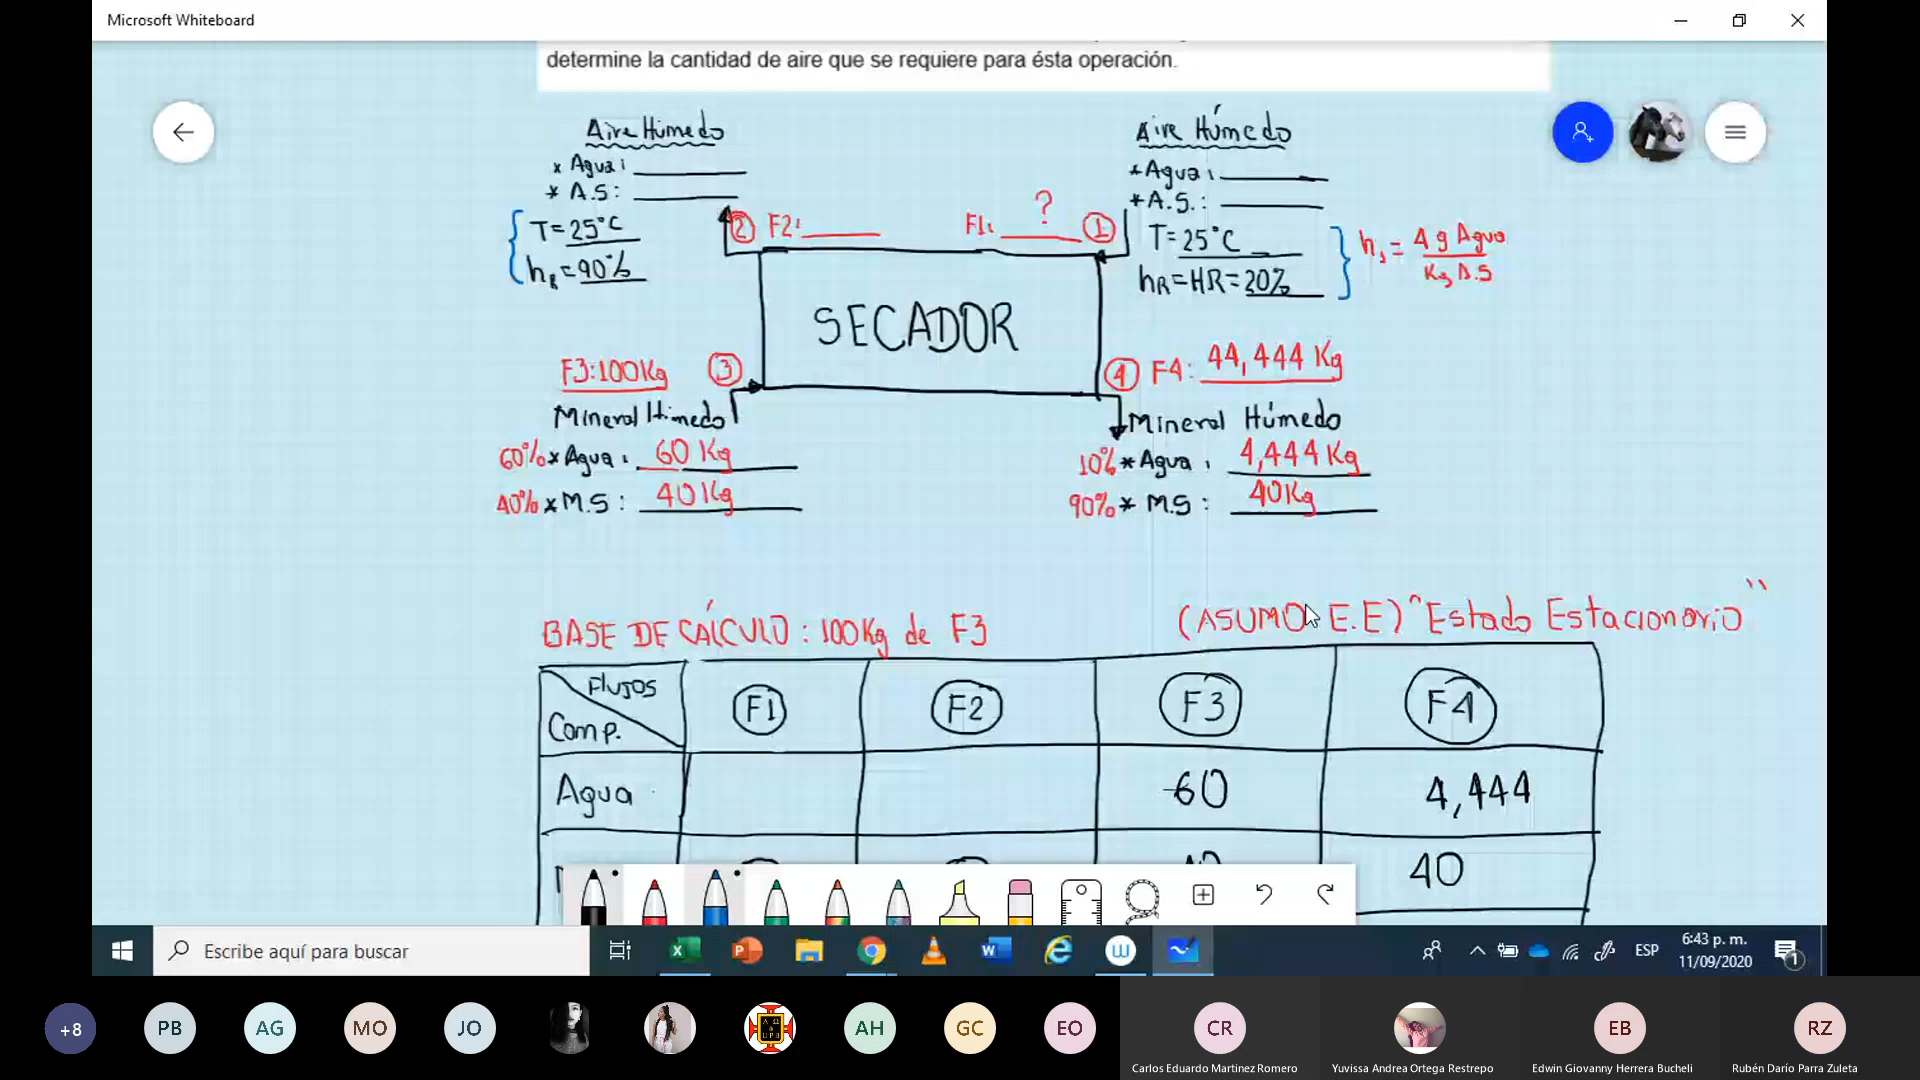 Microsoft Whiteboard
determine la cantidad de aire que se requiere para ésta operación.
Aire Húmedo
* Agua:
* A.S:
T=25°C
hR=90%
② F2:
F1: ?
①
Aire Húmedo
* Agua:
* A.S.:
T=25°C
hR=HR=20%
h1= 4 g Agua
Kg A.S
SECADOR
F3:100Kg ③
Mineral Húmedo
60% * Agua: 60 Kg
40% * M.S: 40 Kg
④ F4: 44,444 Kg
Mineral Húmedo
10% * Agua: 4,444 Kg
90% * M.S: 40Kg
BASE DE CÁLCULO: 100Kg de F3
(ASUMO E.E) "Estado Estacionario"
Flujos
Comp.
F1 F2 F3 F4
Agua 60 4,444
40
Escribe aquí para buscar
ESP
6:43 p. m.
11/09/2020
1
+8 PB AG MO JO AH GC EO CR EB RZ
Carlos Eduardo Martinez Romero
Yuvissa Andrea Ortega Restrepo
Edwin Giovanny Herrera Bucheli
Rubén Darío Parra Zuleta